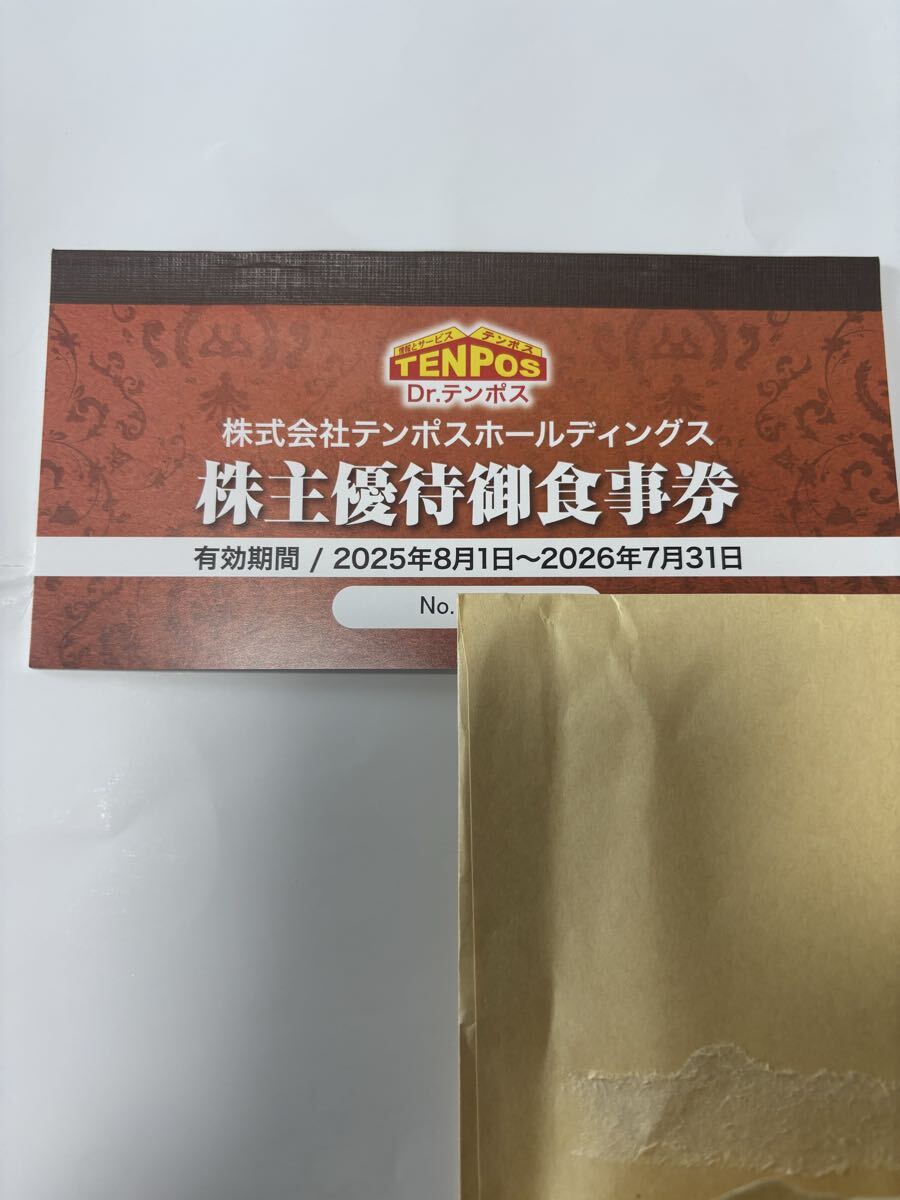 情報とサービス テンポス
TENPOS
Dr.テンポス
株式会社テンポスホールディングス
株主優待御食事券
有効期間 / 2025年8月1日〜2026年7月31日
No.